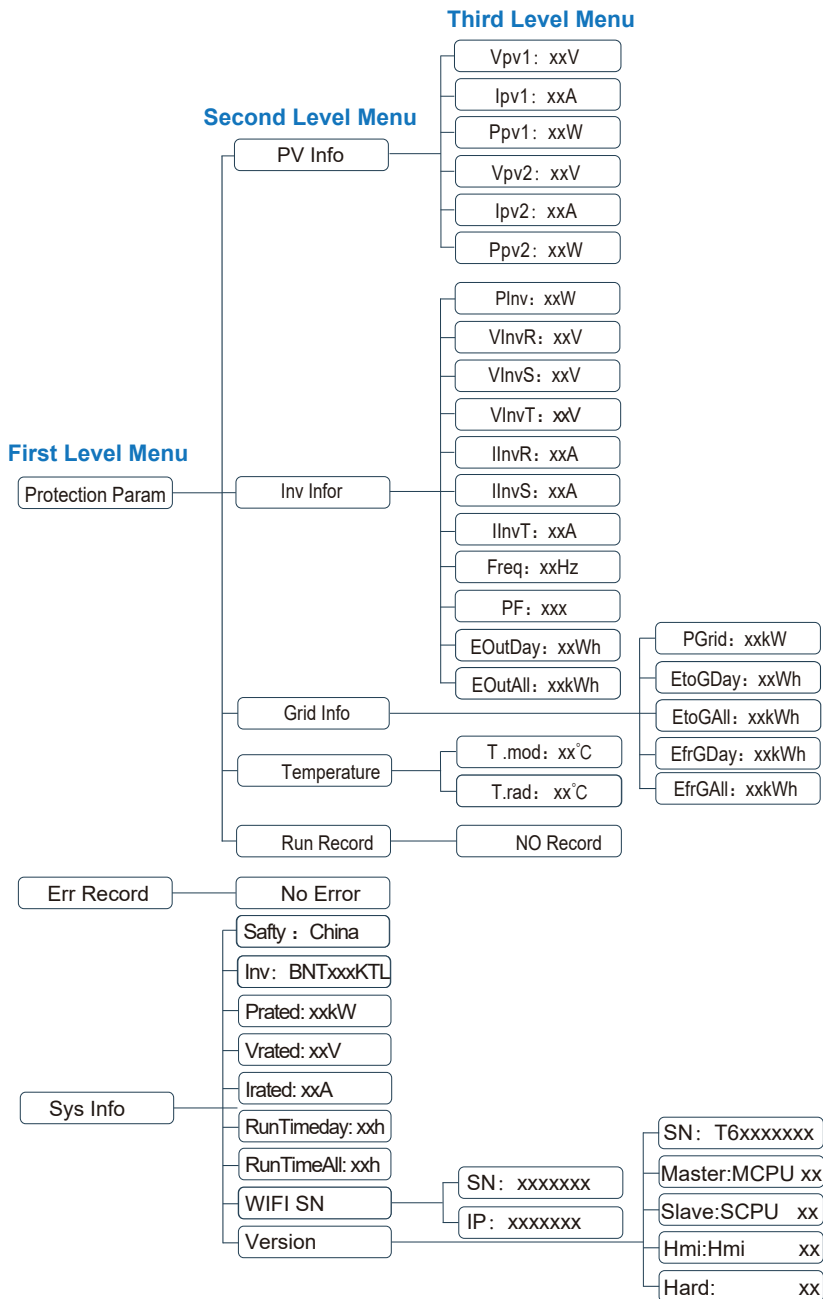 Third Level Menu
Vpv1: xxV
Ipv1: xxA
Second Level Menu
Ppv1: xxW
PV Info
Vpv2: xxV
Ipv2: xxA
Ppv2: xxW
PInv: xxW
VInvR: xxV
VInvS: xxV
VInvT: xxV
First Level Menu
IInvR: xxA
Protection Param
Inv Infor
IInvS: xxA
IInvT: xxA
Freq: xxHz
PF: xxx
EOutDay: xxWh
EOutAll: xxkWh
Grid Info
PGrid: xxkW
EtoGDay: xxWh
EtoGAll: xxkWh
EfrGDay: xxkWh
EfrGAll: xxkWh
Temperature
T .mod: xx°C
T.rad: xx°C
Run Record
NO Record
Err Record
No Error
Safty : China
Inv: BNTxxxKTL
Prated: xxkW
Vrated: xxV
Irated: xxA
Sys Info
RunTimeday: xxh
RunTimeAll: xxh
WIFI SN
SN: xxxxxxx
IP: xxxxxxx
Version
SN: T6xxxxxxx
Master:MCPU xx
Slave:SCPU xx
Hmi:Hmi xx
Hard: xx